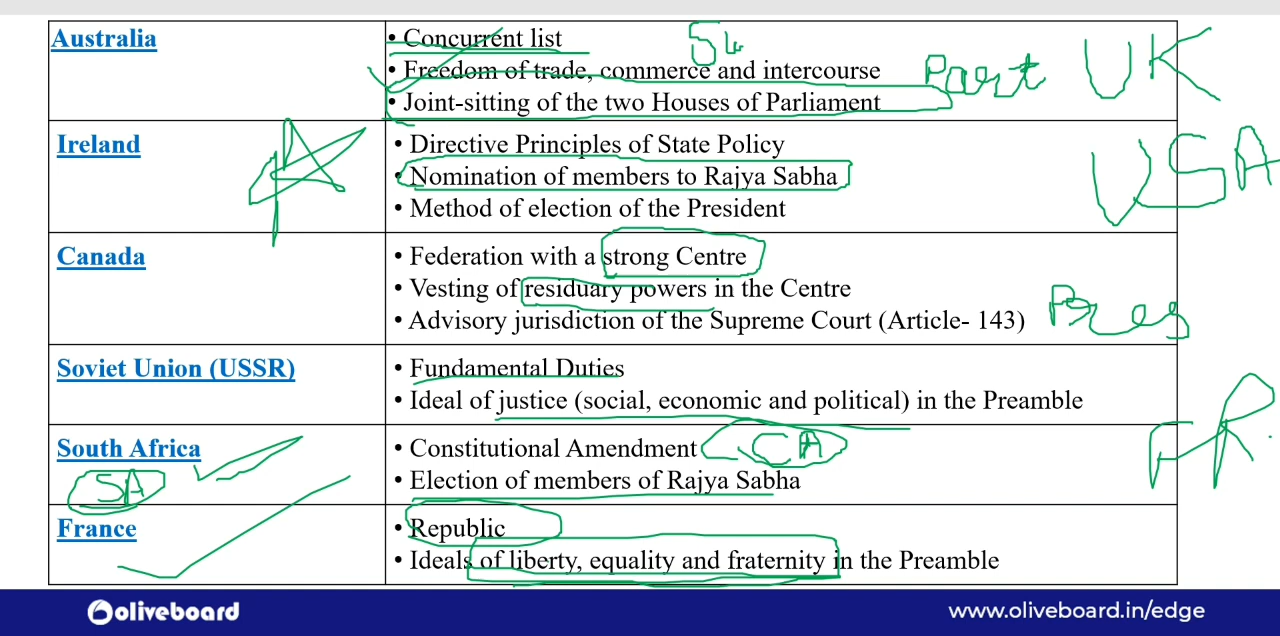 Australia
• Concurrent list
• Freedom of trade, commerce and intercourse
• Joint-sitting of the two Houses of Parliament
54
Part UK
Ireland
• Directive Principles of State Policy
• Nomination of members to Rajya Sabha
• Method of election of the President
USA
Canada
• Federation with a strong Centre
• Vesting of residuary powers in the Centre
• Advisory jurisdiction of the Supreme Court (Article- 143)
Pres
Soviet Union (USSR)
• Fundamental Duties
• Ideal of justice (social, economic and political) in the Preamble
FR
South Africa
SA
• Constitutional Amendment
CA
• Election of members of Rajya Sabha
France
• Republic
• Ideals of liberty, equality and fraternity in the Preamble
oliveboard
www.oliveboard.in/edge